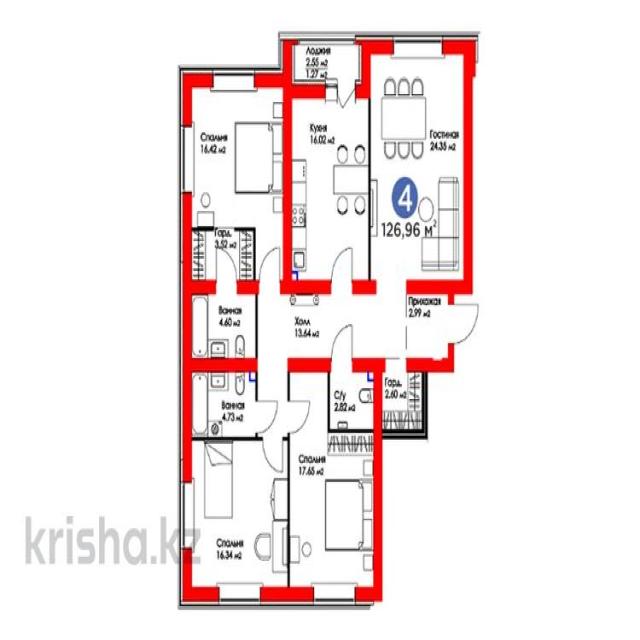 Лоджия
2.55 м2
1.27 м2
Спальня
16.42 м2
Кухня
16.02 м2
Гостиная
24.35 м2
4
126,96 м2
Гард.
3.52 м2
Ванная
4.60 м2
Холл
13.64 м2
Прихожая
2.99 м2
Ванная
4.73 м2
С/у
2.82 м2
Гард.
2.60 м2
Спальня
17.65 м2
Спальня
16.34 м2
krisha.kz